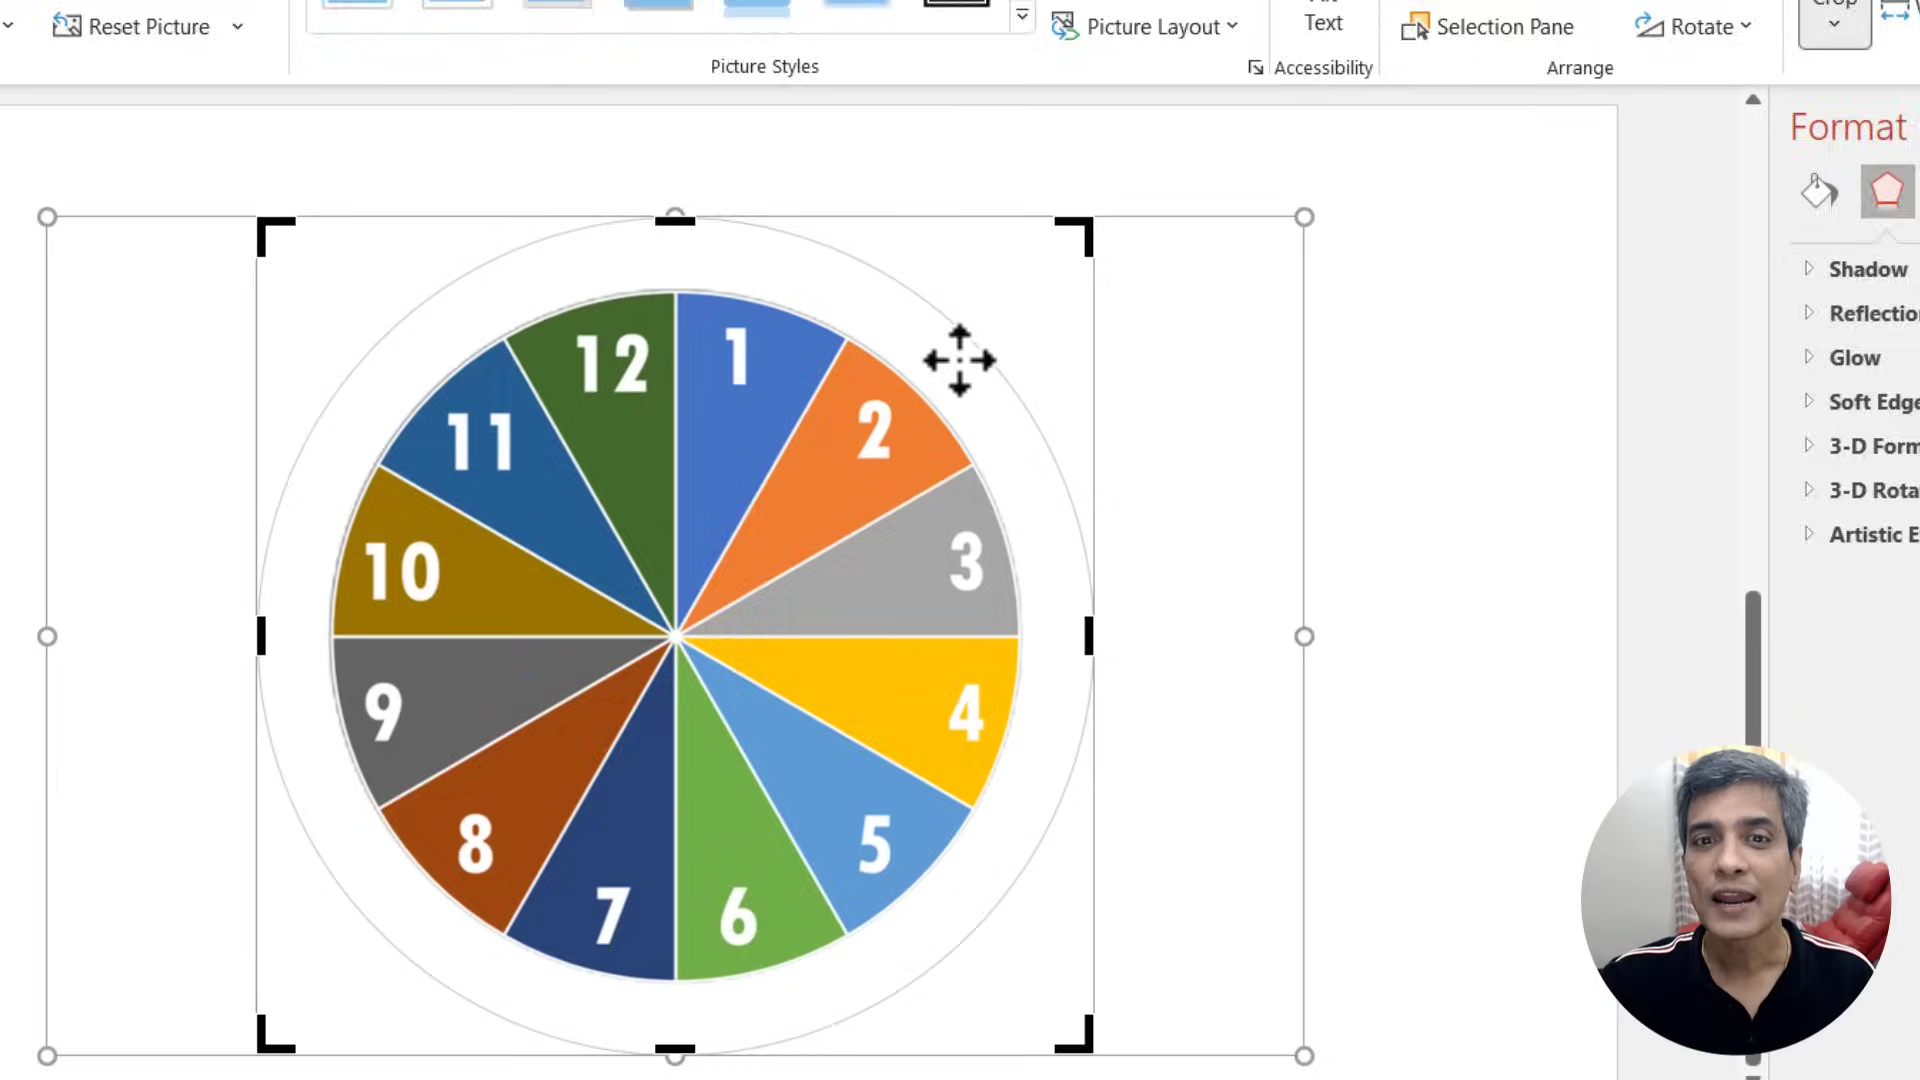 Reset Picture
Picture Layout
Text
Selection Pane
Rotate
Crop
Picture Styles
Accessibility
Arrange
Format
Shadow
Reflectio
Glow
Soft Edge
3-D Form
3-D Rota
Artistic E
12 1
11 2
10 3
9 4
8 5
7 6